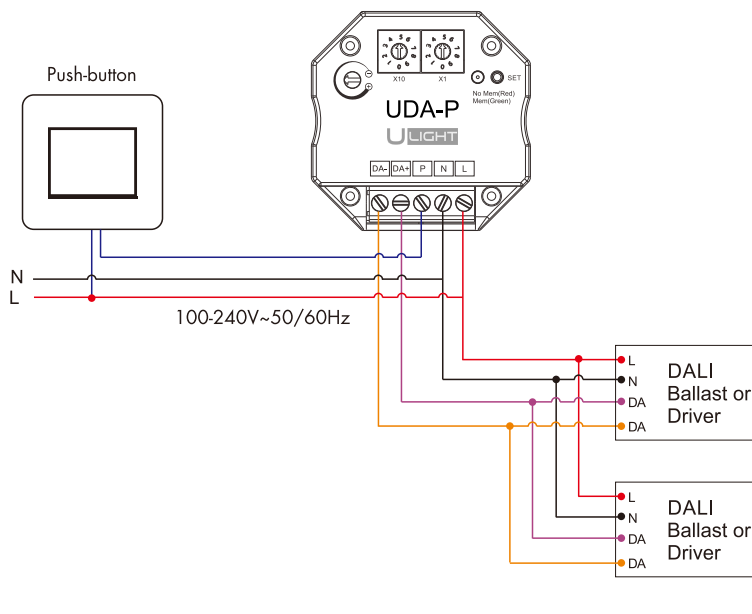 Push-button
X10
X1
SET
No Mem(Red)
Mem(Green)
UDA-P
ULIGHT
DA- DA+ P N L
N
L
100-240V~50/60Hz
L
N
DA
DA
DALI
Ballast or
Driver
L
N
DA
DA
DALI
Ballast or
Driver